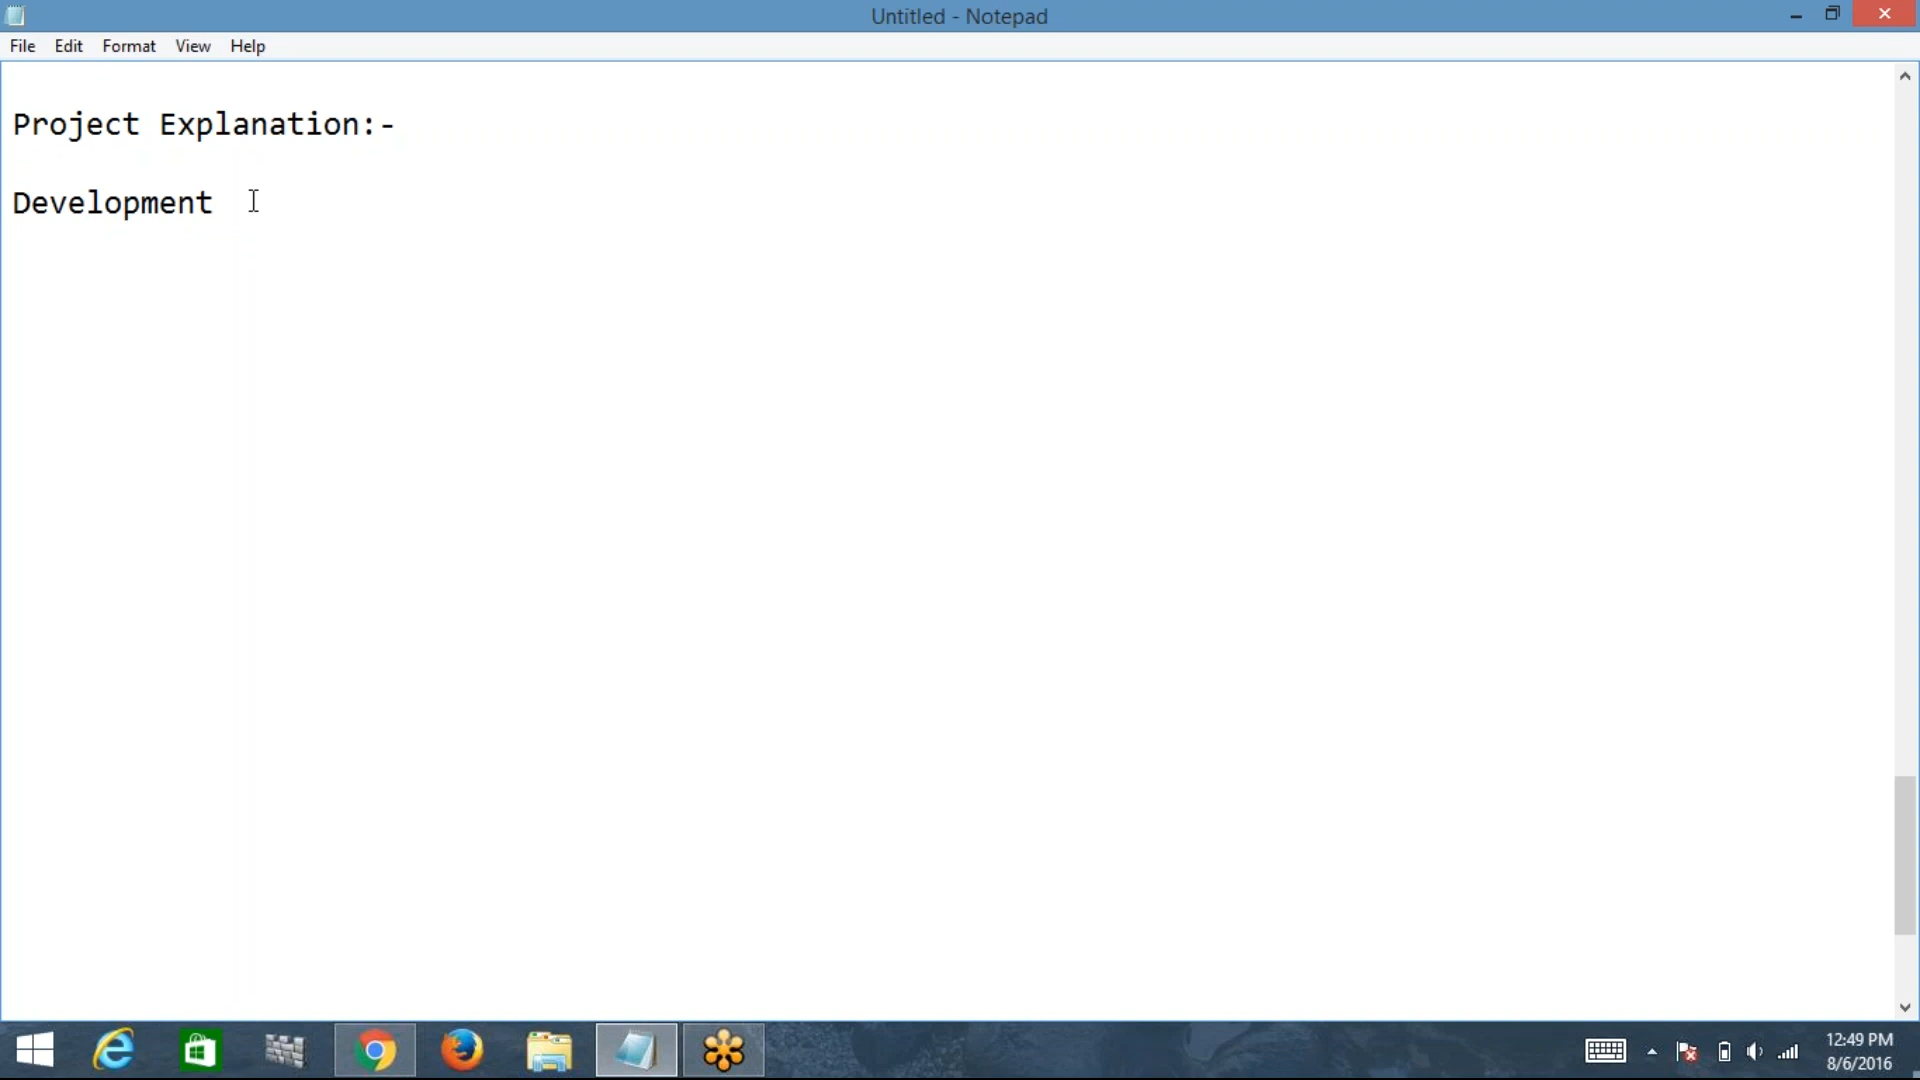 Untitled - Notepad
File Edit Format View Help
Project Explanation:-
Development
12:49 PM
8/6/2016